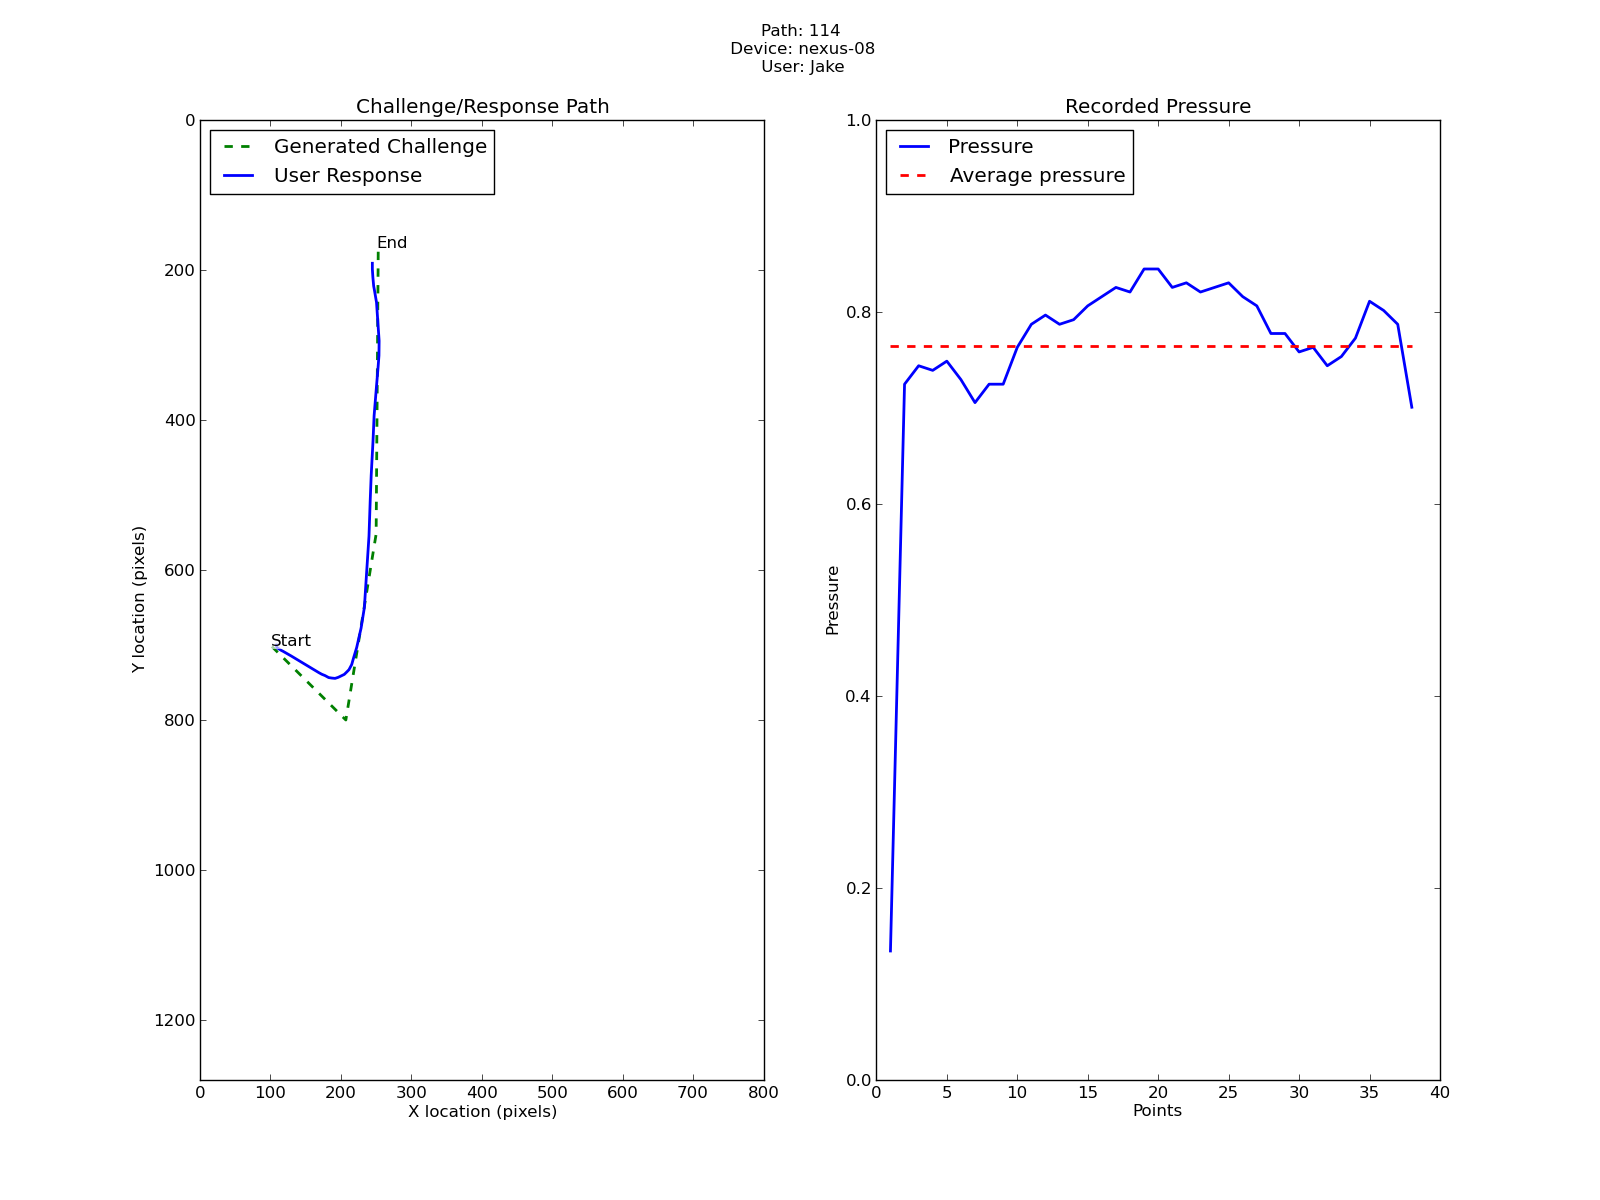 Path: 114
Device: nexus-08
User: Jake
Challenge/Response Path
Generated Challenge
User Response
End
Start
0
200
400
600
800
1000
1200
Y location (pixels)
0 100 200 300 400 500 600 700 800
X location (pixels)
Recorded Pressure
Pressure
Average pressure
1.0
0.8
0.6
0.4
0.2
0.0
Pressure
0 5 10 15 20 25 30 35 40
Points